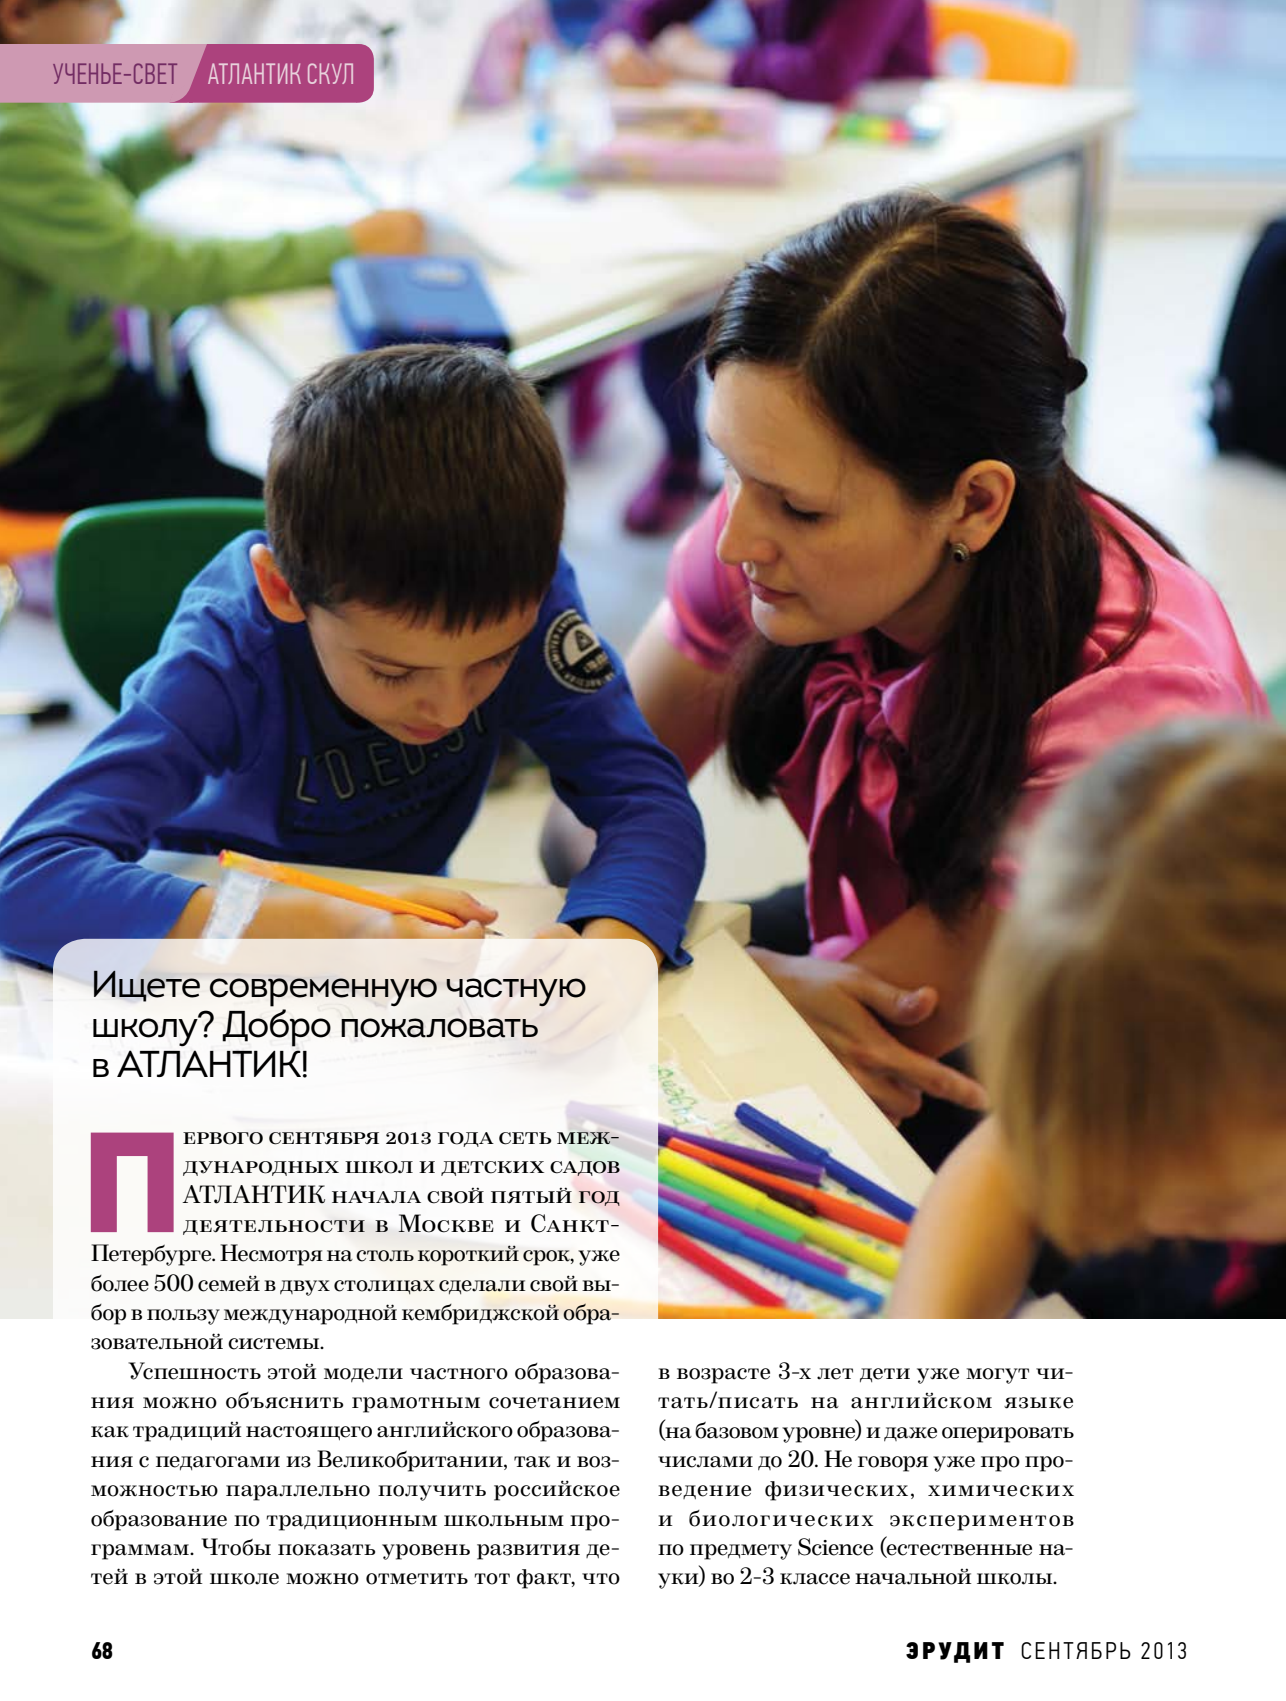 УЧЕНЬЕ-СВЕТ АТЛАНТИК СКУЛ
Ищете современную частную
школу? Добро пожаловать
в АТЛАНТИК!
ПЕРВОГО СЕНТЯБРЯ 2013 ГОДА СЕТЬ МЕЖ-
ДУНАРОДНЫХ ШКОЛ И ДЕТСКИХ САДОВ
АТЛАНТИК НАЧАЛА СВОЙ ПЯТЫЙ ГОД
ДЕЯТЕЛЬНОСТИ В МОСКВЕ И САНКТ-
Петербурге. Несмотря на столь короткий срок, уже
более 500 семей в двух столицах сделали свой вы-
бор в пользу международной кембриджской обра-
зовательной системы.
Успешность этой модели частного образова-
ния можно объяснить грамотным сочетанием
как традиций настоящего английского образова-
ния с педагогами из Великобритании, так и воз-
можностью параллельно получить российское
образование по традиционным школьным про-
граммам. Чтобы показать уровень развития де-
тей в этой школе можно отметить тот факт, что
в возрасте 3-х лет дети уже могут чи-
тать/писать на английском языке
(на базовом уровне) и даже оперировать
числами до 20. Не говоря уже про про-
ведение физических, химических
и биологических экспериментов
по предмету Science (естественные на-
уки) во 2-3 классе начальной школы.
68
ЭРУДИТ СЕНТЯБРЬ 2013